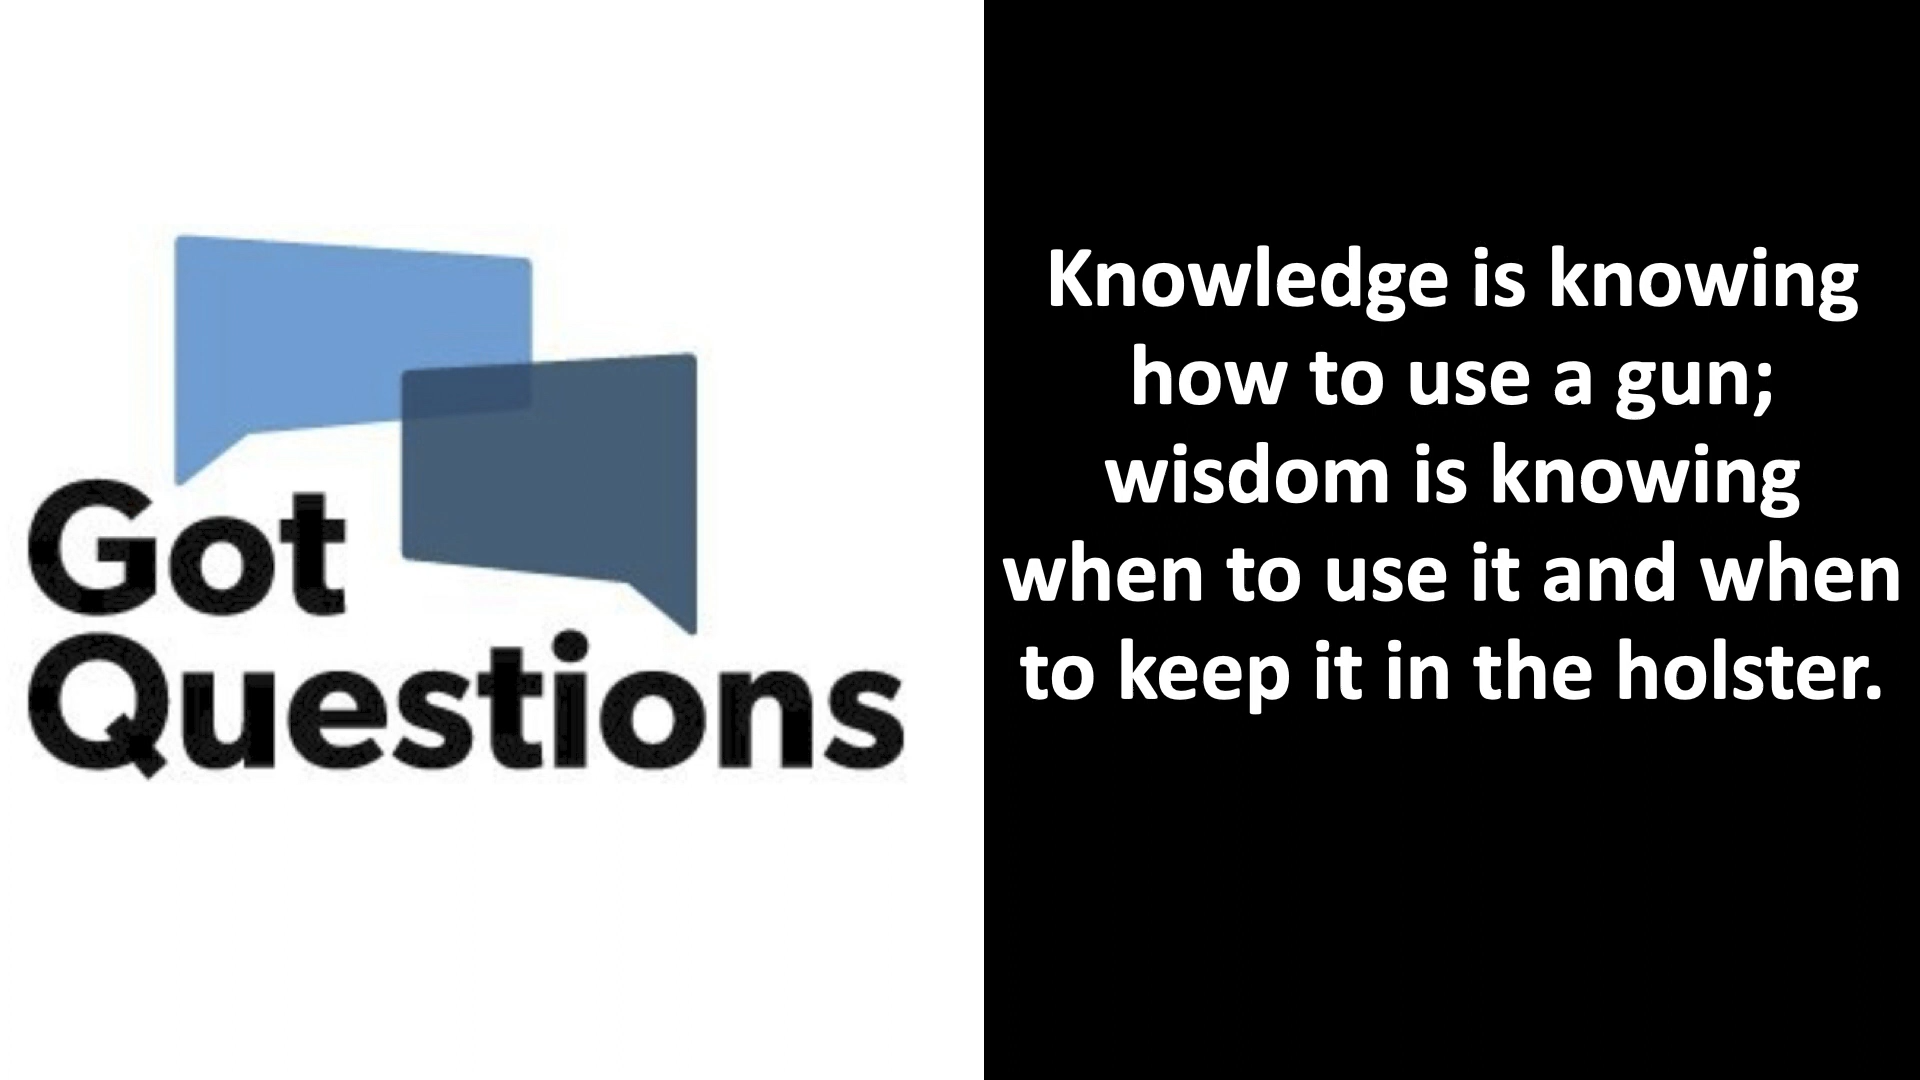 Got
Questions
Knowledge is knowing
how to use a gun;
wisdom is knowing
when to use it and when
to keep it in the holster.